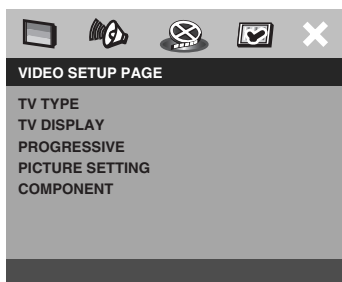 VIDEO SETUP PAGE
TV TYPE
TV DISPLAY
PROGRESSIVE
PICTURE SETTING
COMPONENT